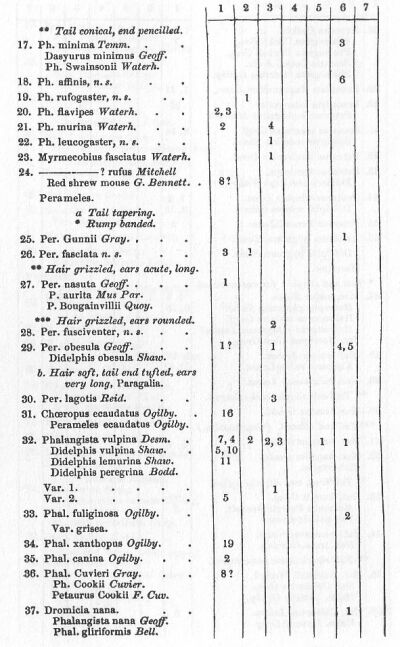 1 2 3 4 5 6 7
** Tail conical, end pencilled.
17. Ph. minima Temm. . . 3
Dasyurus minimus Geoff.
Ph. Swainsonii Waterh.
18. Ph. affinis, n. s. . . 6
19. Ph. rufogaster, n. s. . . 1
20. Ph. flavipes Waterh. . . 2, 3
21. Ph. murina Waterh. . . 2 4
22. Ph. leucogaster, n. s. . . 1
23. Myrmecobius fasciatus Waterh. 1
24. ————? rufus Mitchell
Red shrew mouse G. Bennett. . 8?
Perameles.
a Tail tapering.
* Rump banded.
25. Per. Gunnii Gray. . . . 1
26. Per. fasciata n. s. . . 3 1
** Hair grizzled, ears acute, long.
27. Per. nasuta Geoff. . . . 1
P. aurita Mus Par.
P. Bougainvillii Quoy.
*** Hair grizzled, ears rounded.
28. Per. fusciventer, n. s. . 2
29. Per. obesula Geoff. . . 1? 1 4, 5
Didelphis obesula Shaw.
b. Hair soft, tail end tufted, ears
very long, Paragalia.
30. Per. lagotis Reid. . . 3
31. Chœropus ecaudatus Ogilby. . 16
Perameles ecaudatus Ogilby.
32. Phalangista vulpina Desm. . 7, 4 2 2, 3 1 1
Didelphis vulpina Shaw. . 5, 10
Didelphis lemurina Shaw. . 11
Didelphis peregrina Bodd.
Var. 1. . . . . . 1
Var. 2. . . . . . 5
33. Phal. fuliginosa Ogilby. . 2
Var. grisea.
34. Phal. xanthopus Ogilby. . 19
35. Phal. canina Ogilby. . . 2
36. Phal. Cuvieri Gray. . . 8?
Ph. Cookii Cuvier.
Petaurus Cookii F. Cuv.
37. Dromicia nana. . . . 1
Phalangista nana Geoff.
Phal. gliriformis Bell.